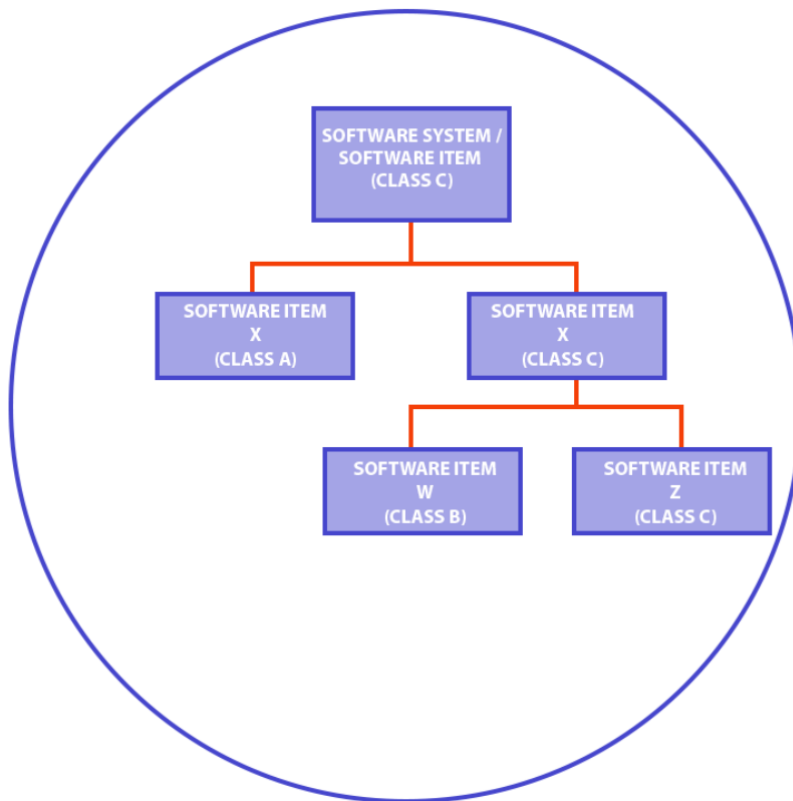 SOFTWARE SYSTEM /
SOFTWARE ITEM
(CLASS C)
SOFTWARE ITEM
X
(CLASS A)
SOFTWARE ITEM
X
(CLASS C)
SOFTWARE ITEM
W
(CLASS B)
SOFTWARE ITEM
Z
(CLASS C)